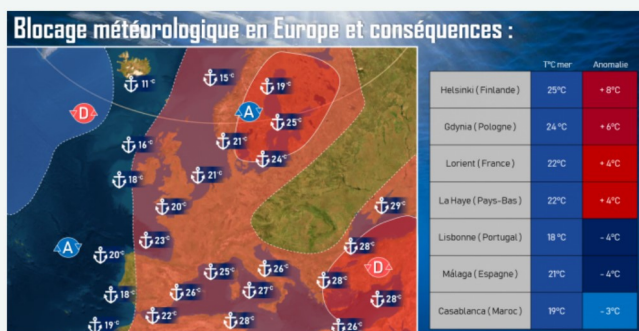 Blocage météorologique en Europe et conséquences :
T°C mer Anomalie
Helsinki ( Finlande ) 25°C + 8°C
Gdynia ( Pologne ) 24°C + 6°C
Lorient ( France ) 22°C + 4°C
La Haye ( Pays-Bas ) 22°C + 4°C
Lisbonne ( Portugal ) 18°C - 4°C
Málaga ( Espagne ) 21°C - 4°C
Casablanca ( Maroc ) 19°C - 3°C
11°C
15°C
19°C
D
A
25°C
21°C
16°C
24°C
21°C
18°C
20°C
29°C
23°C
A
28°C
20°C
25°C
26°C
D
28°C
18°C
26°C
27°C
28°C
22°C
28°C
19°C
26°C